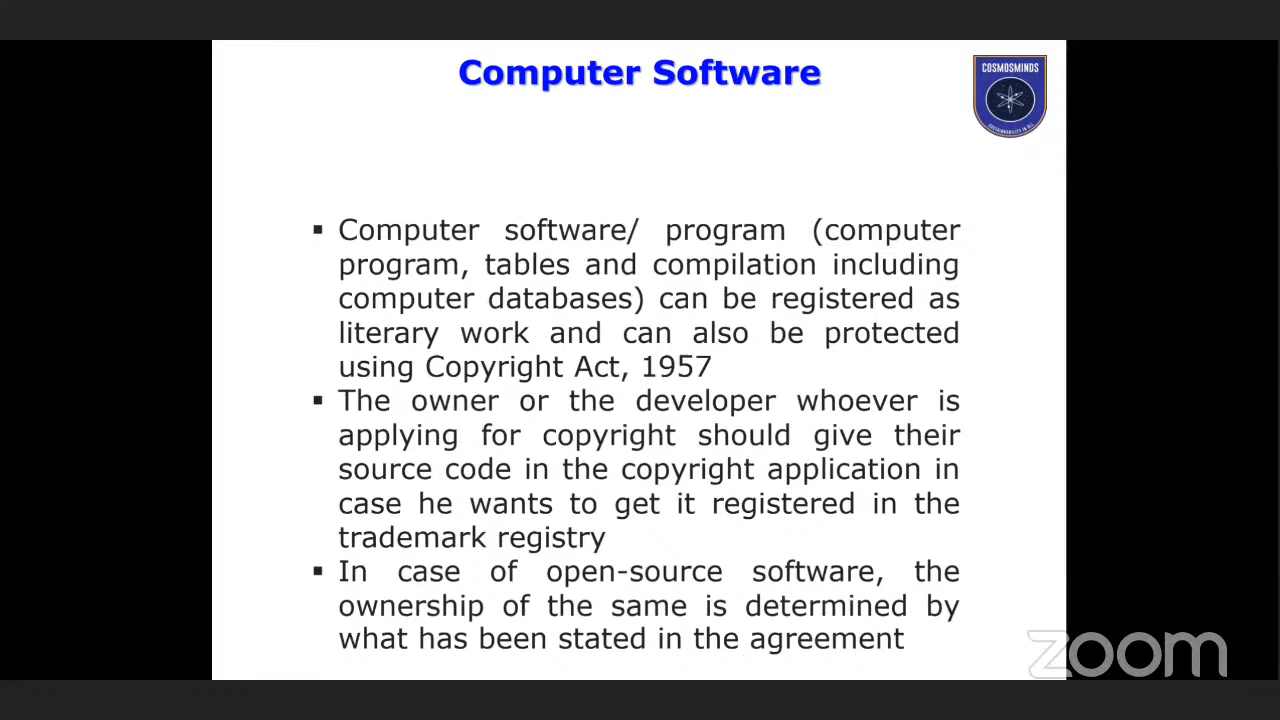 Computer Software
COSMOSMINDS
SUSTAINABILITY IN ALL
▪ Computer software/ program (computer
program, tables and compilation including
computer databases) can be registered as
literary work and can also be protected
using Copyright Act, 1957
▪ The owner or the developer whoever is
applying for copyright should give their
source code in the copyright application in
case he wants to get it registered in the
trademark registry
▪ In case of open-source software, the
ownership of the same is determined by
what has been stated in the agreement
zoom